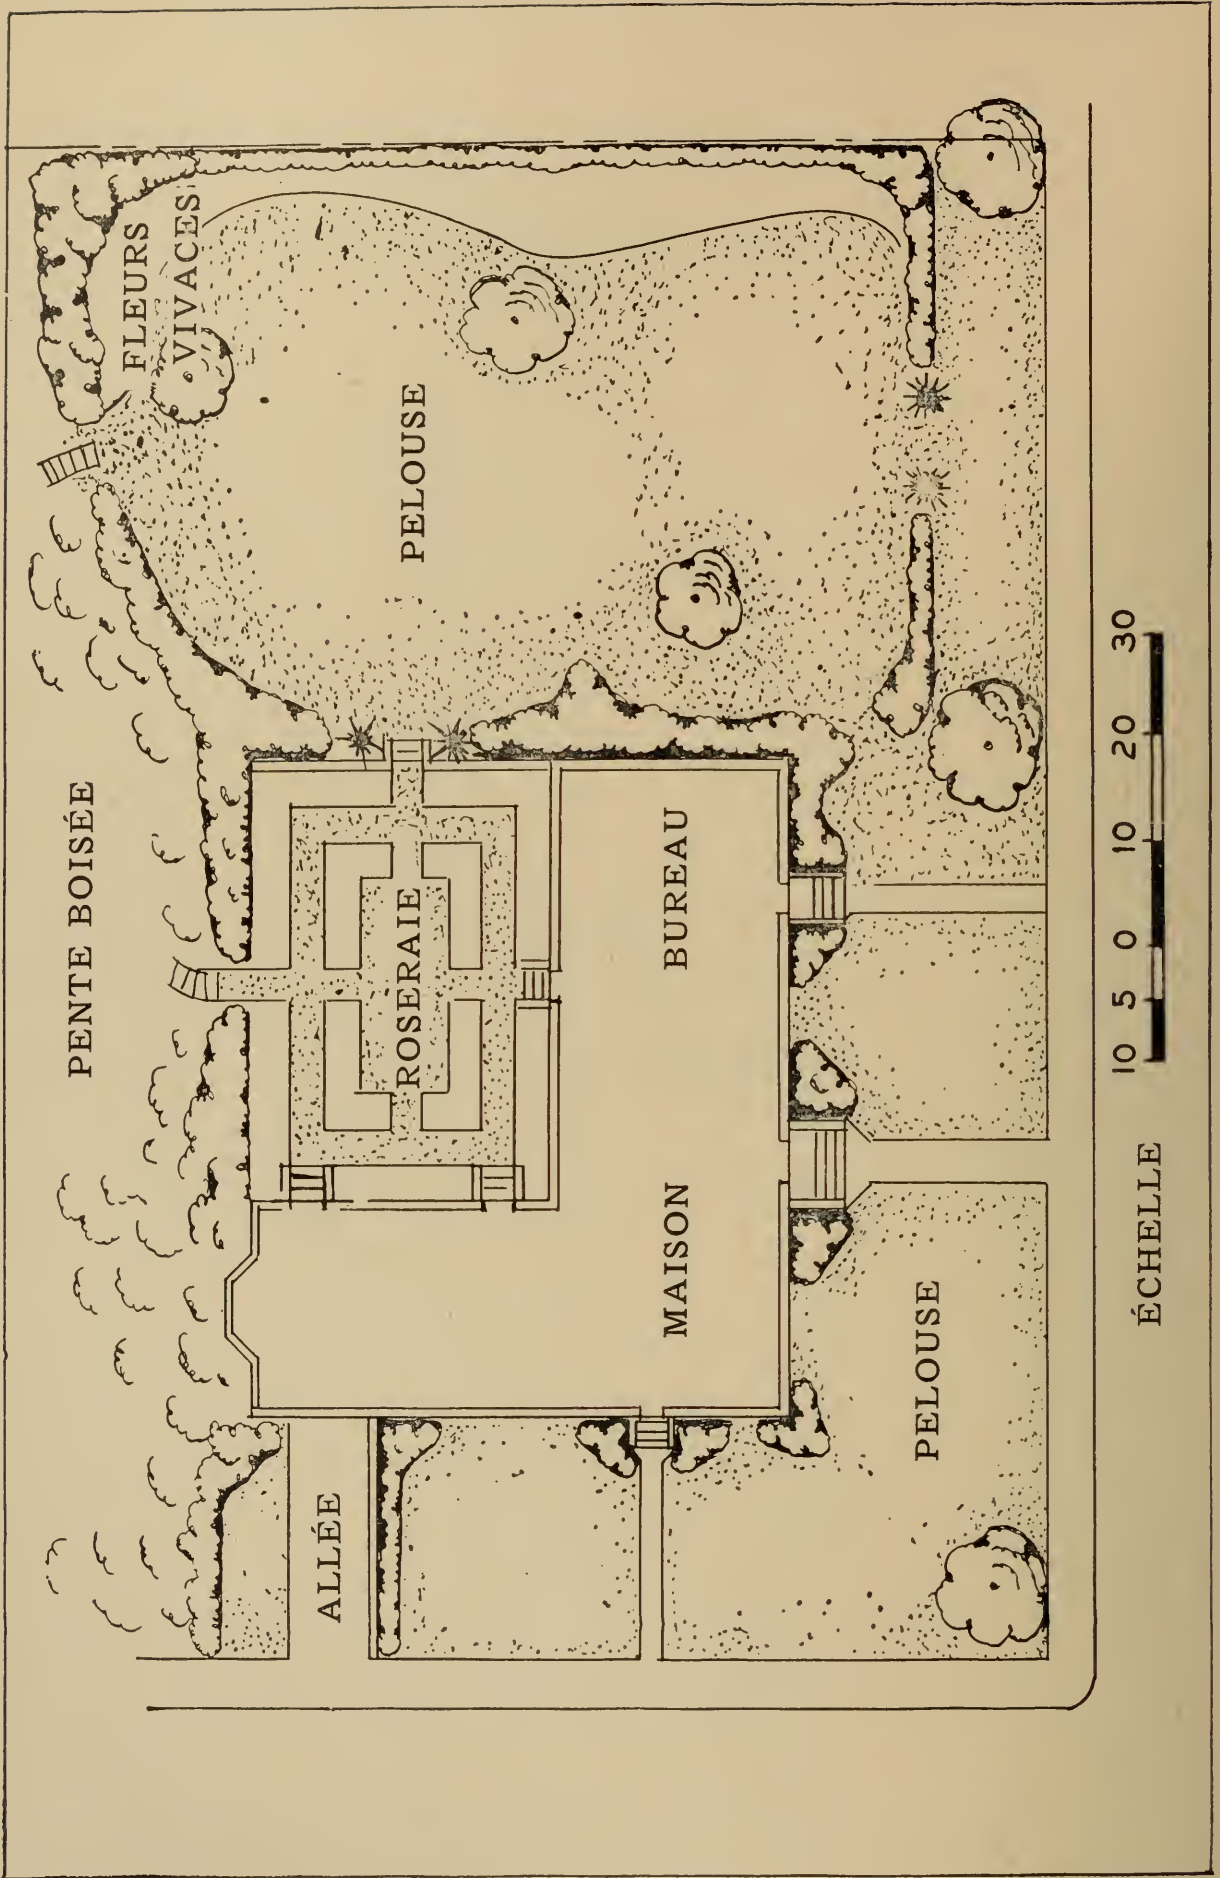 PENTE BOISÉE
FLEURS
VIVACES
ALLÉE
ROSERAIE
PELOUSE
MAISON
BUREAU
PELOUSE
10 5 0 10 20 30
ÉCHELLE